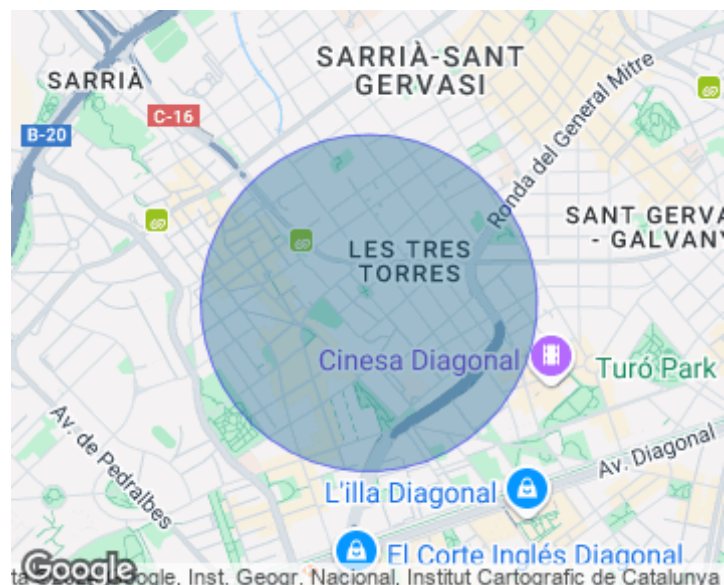 SARRIÀ-SANT
GERVASI
SARRIÀ
C-16
B-20
Ronda del General Mitre
SANT GERVA
- GALVANY
LES TRES
TORRES
Cinesa Diagonal
Turó Park
Av. de Pedralbes
Av. Diagonal
L'illa Diagonal
El Corte Inglés Diagonal
Google
Google, Inst. Geogr. Nacional, Institut Cartogràfic de Catalunya